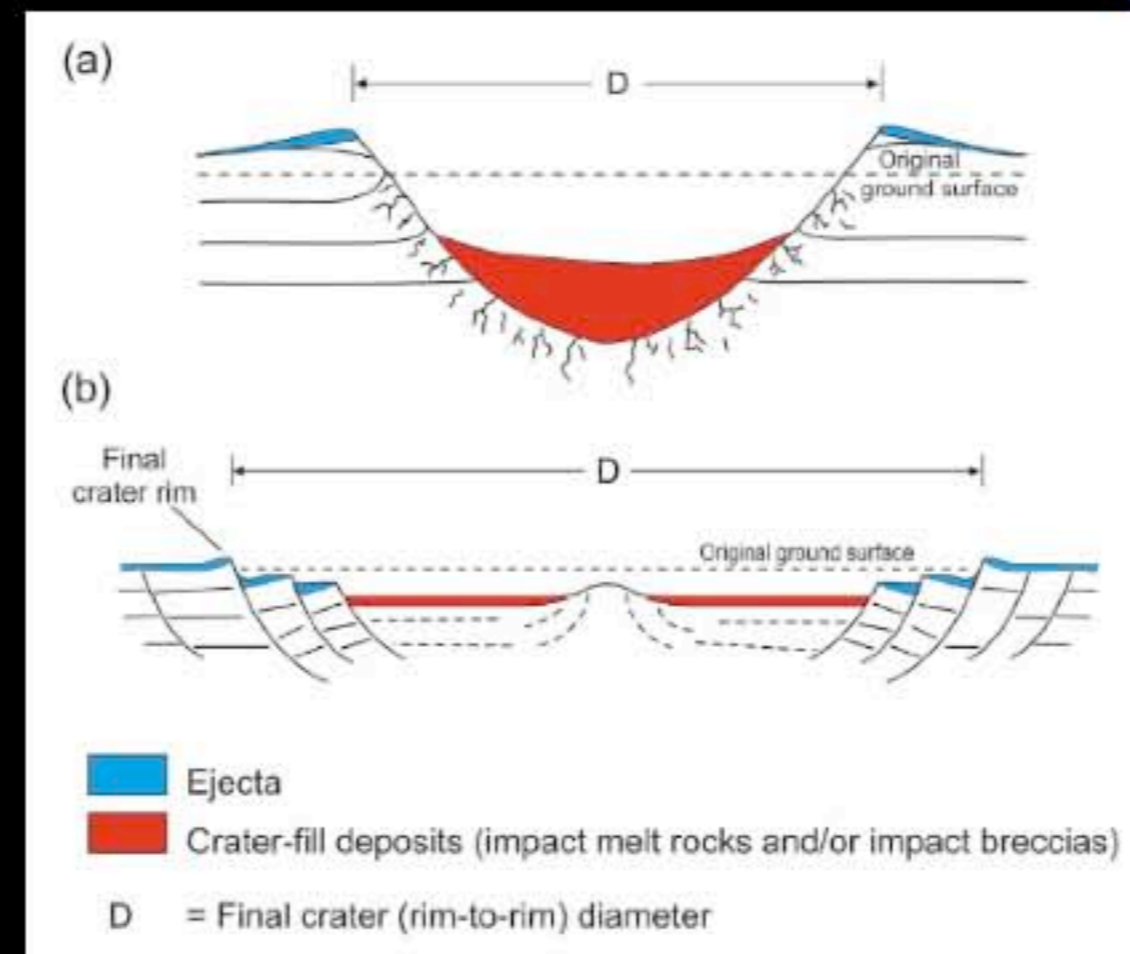 (a)
D
Original
ground surface
(b)
Final
crater rim
D
Original ground surface
Ejecta
Crater-fill deposits (impact melt rocks and/or impact breccias)
D = Final crater (rim-to-rim) diameter